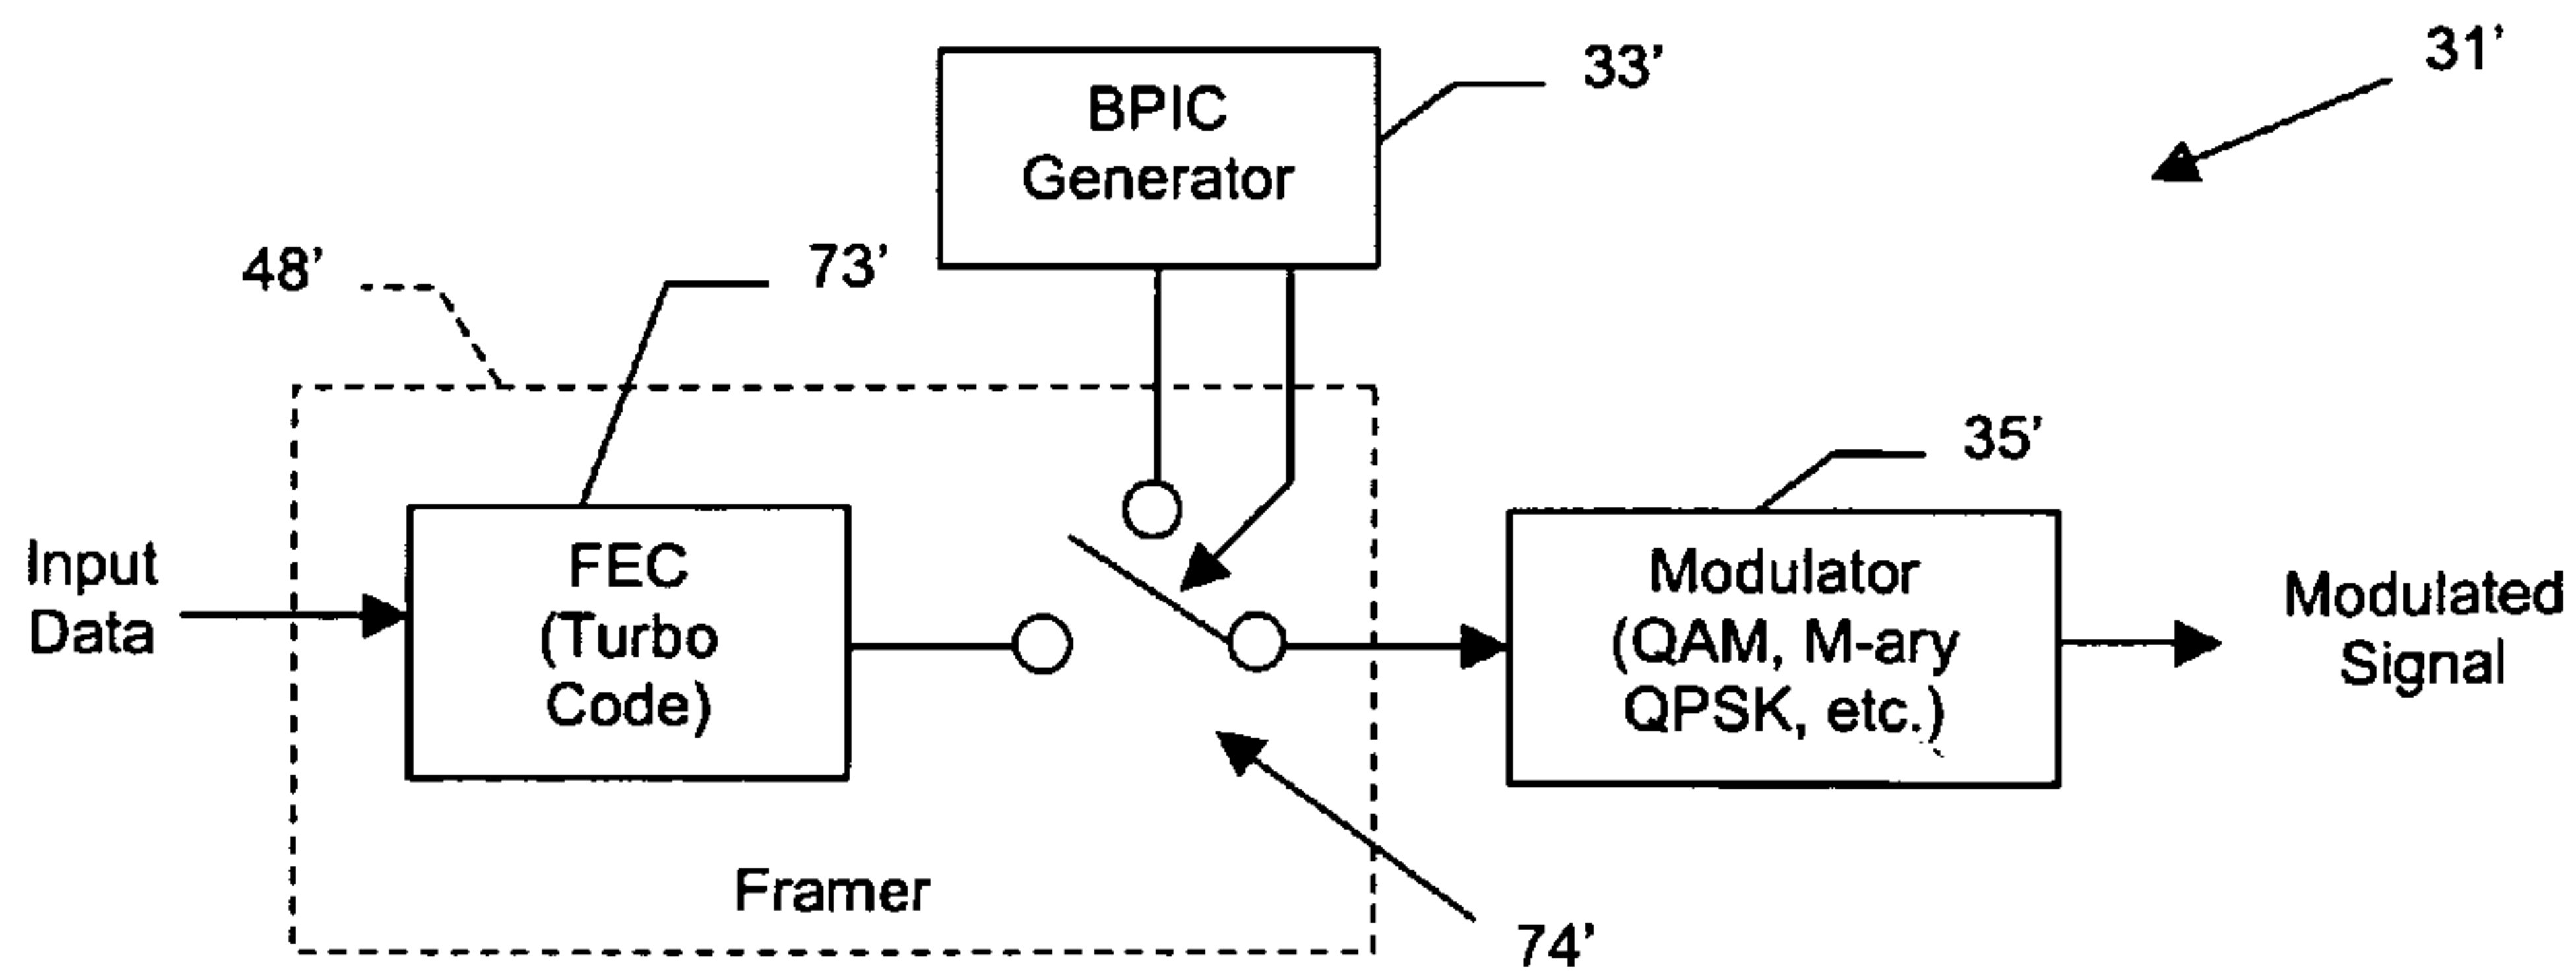 31’
33’
BPIC
Generator
48’
73’
35’
Input
Data
FEC
(Turbo
Code)
Modulator
(QAM, M-ary
QPSK, etc.)
Modulated
Signal
Framer
74’